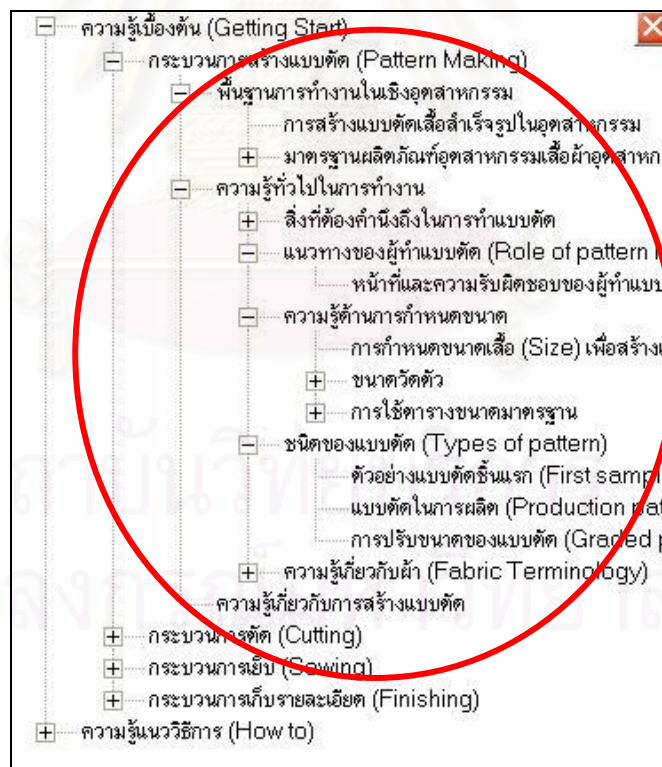 ความรู้เบื้องต้น (Getting Start)
กระบวนการสร้างแบบตัด (Pattern Making)
พื้นฐานการทำงานในเชิงอุตสาหกรรม
การสร้างแบบตัดเสื้อสำเร็จรูปในอุตสาหกรรม
มาตรฐานผลิตภัณฑ์อุตสาหกรรมเสื้อผ้าอุตสาหก
ความรู้ทั่วไปในการทำงาน
สิ่งที่ต้องคำนึงถึงในการทำแบบตัด
แนวทางของผู้ทำแบบตัด (Role of pattern
หน้าที่และความรับผิดชอบของผู้ทำแบบ
ความรู้ด้านการกำหนดขนาด
การกำหนดขนาดเสื้อ (Size) เพื่อสร้าง
ขนาดวัดตัว
การใช้ตารางขนาดมาตรฐาน
ชนิดของแบบตัด (Types of pattern)
ตัวอย่างแบบตัดชิ้นแรก (First sampl
แบบตัดในการผลิต (Production pat
การปรับขนาดของแบบตัด (Graded p
ความรู้เกี่ยวกับผ้า (Fabric Terminology)
ความรู้เกี่ยวกับการสร้างแบบตัด
กระบวนการตัด (Cutting)
กระบวนการเย็บ (Sewing)
กระบวนการเก็บรายละเอียด (Finishing)
ความรู้แนววิธีการ (How to)